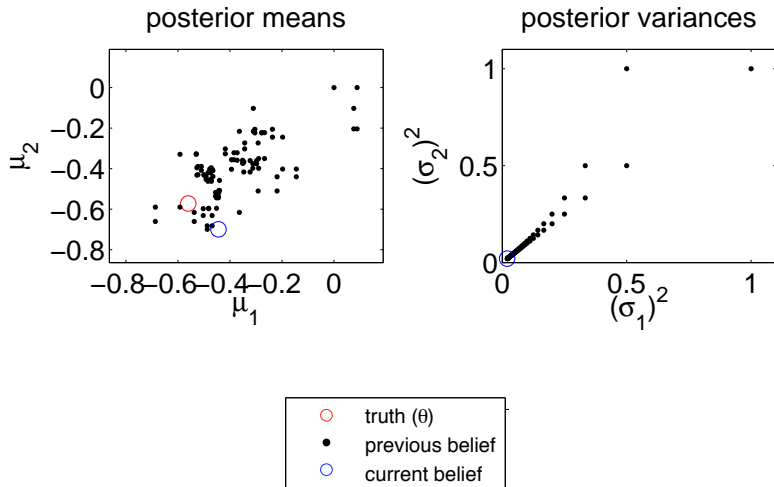 posterior means
0
−0.2
−0.4
−0.6
−0.8
μ2
−0.8 −0.6 −0.4 −0.2 0
μ1
posterior variances
1
0.5
0
(σ2)2
0 0.5 1
(σ1)2
truth (θ)
previous belief
current belief